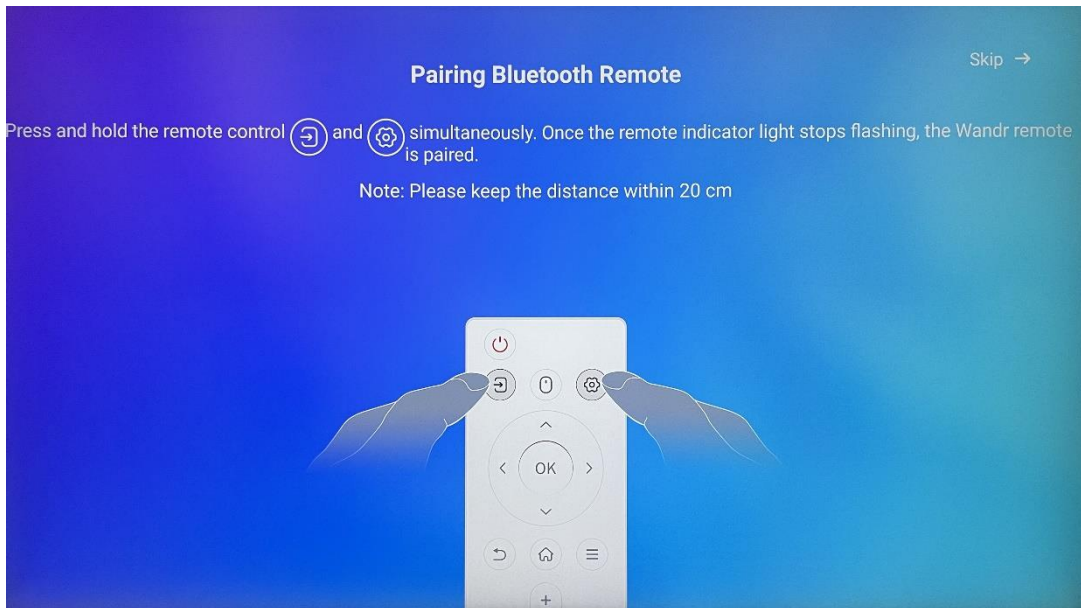 Skip →
Pairing Bluetooth Remote
Press and hold the remote control and simultaneously. Once the remote indicator light stops flashing, the Wandr remote
is paired.
Note: Please keep the distance within 20 cm
OK
+